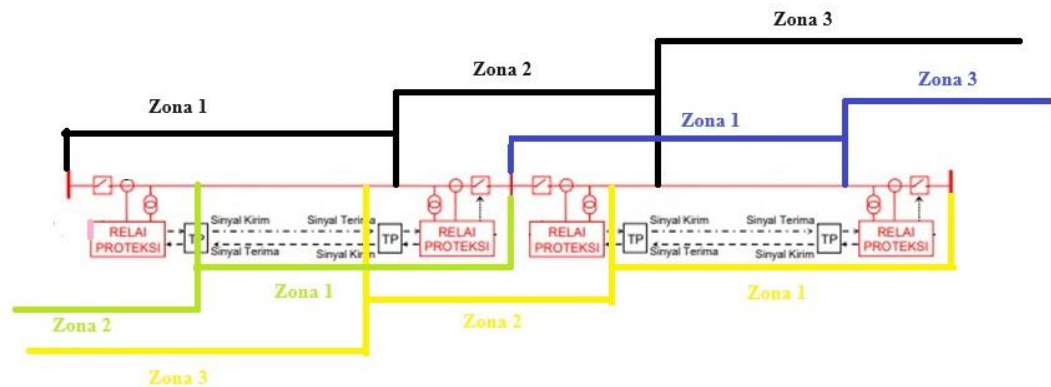 Zona 3
Zona 2
Zona 3
Zona 1
Zona 1
RELAI
PROTEKSI
TP
Sinyal Kirim
Sinyal Terima
Sinyal Terima
Sinyal Kirim
TP
RELAI
PROTEKSI
RELAI
PROTEKSI
TP
Sinyal Kirim
Sinyal Terima
Sinyal Terima
Sinyal Kirim
TP
RELAI
PROTEKSI
Zona 1
Zona 1
Zona 2
Zona 2
Zona 3